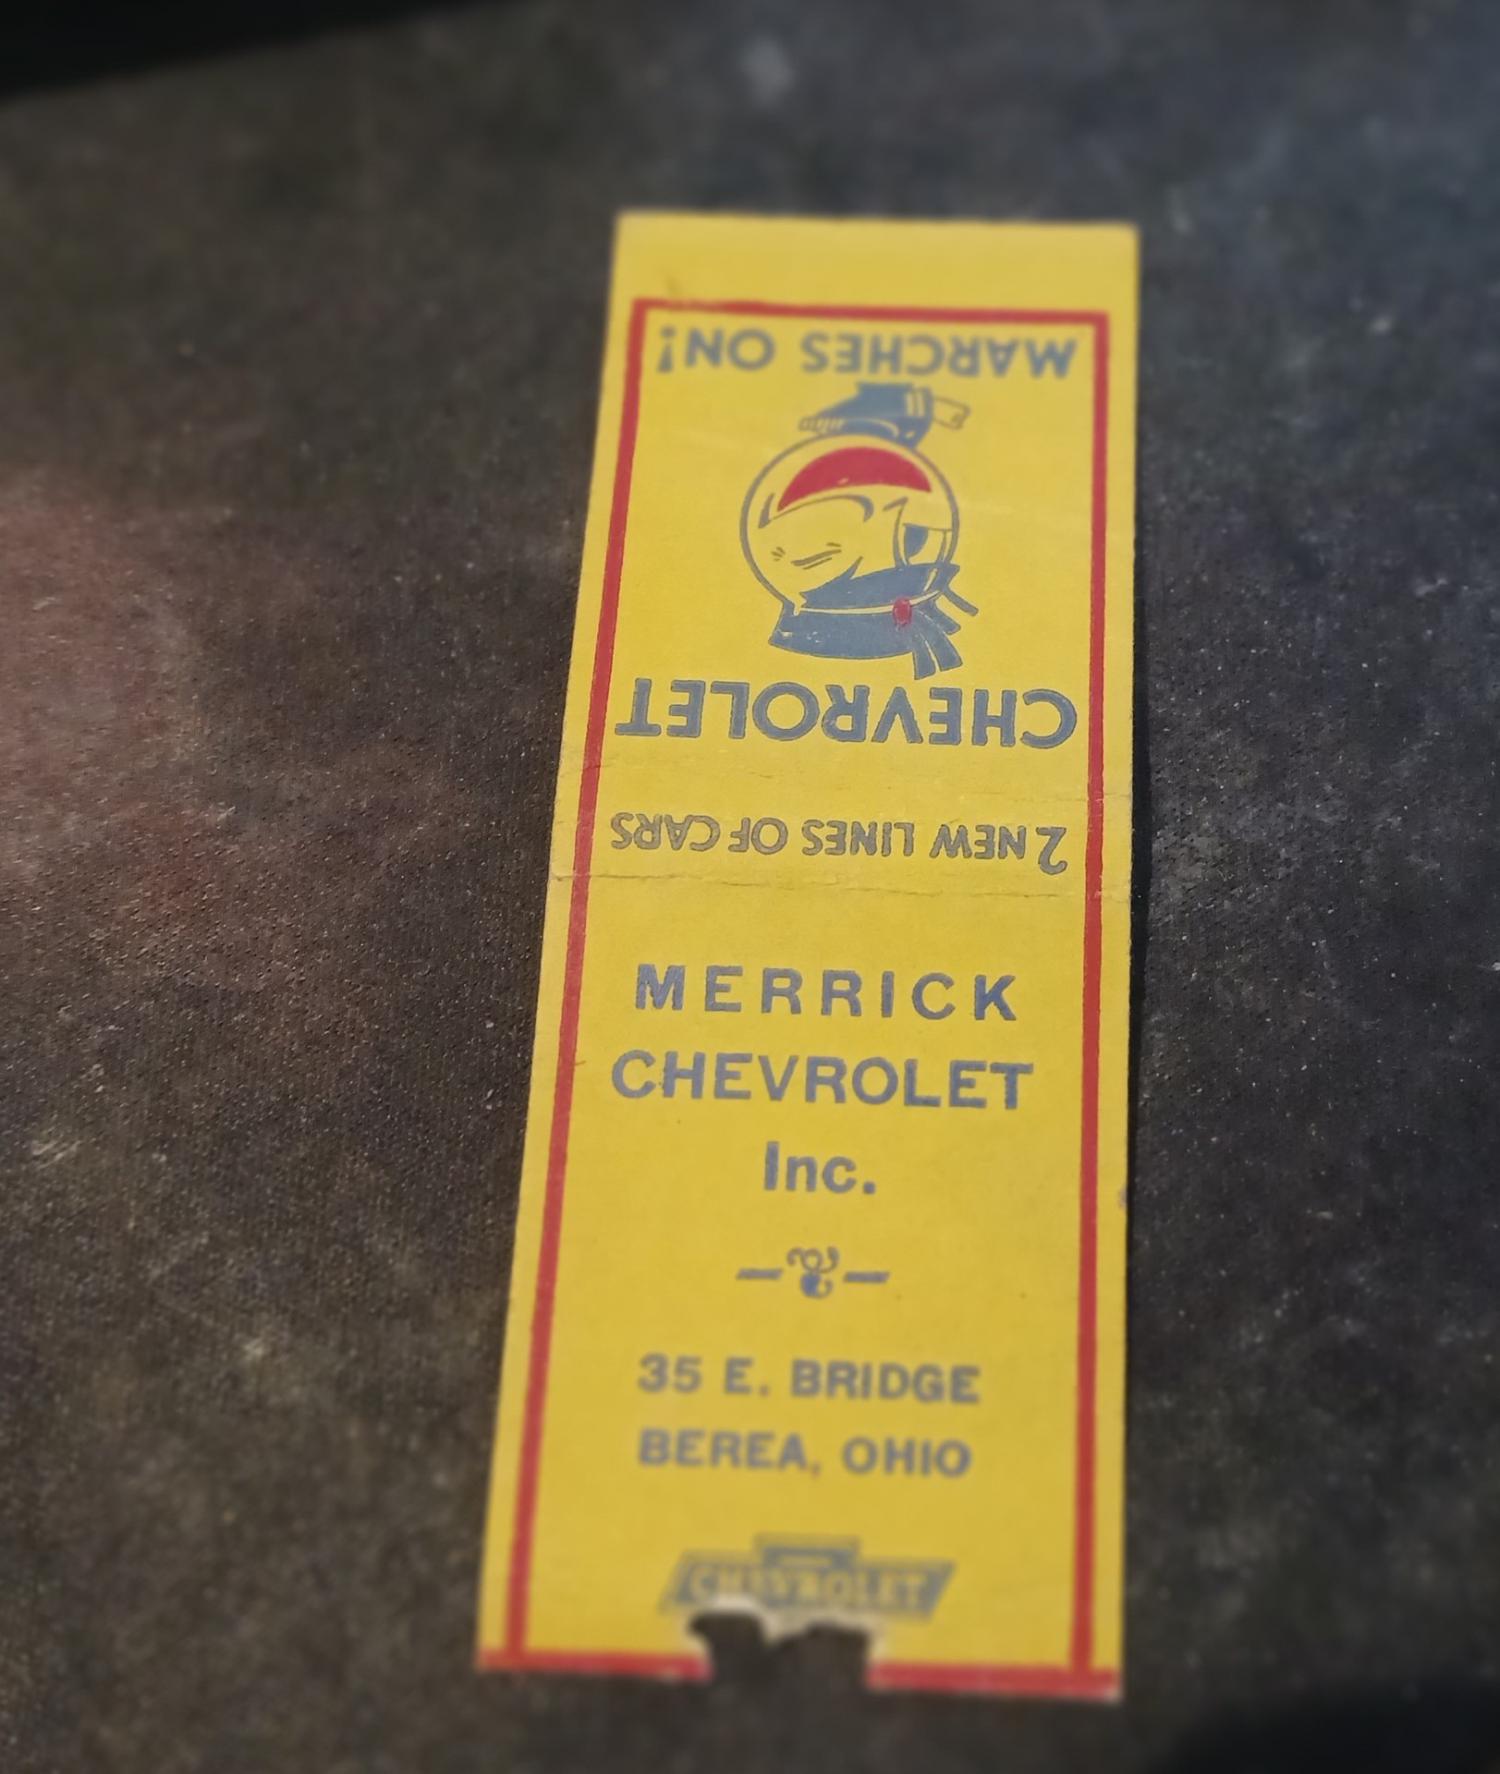 MARCHES ON!
CHEVROLET
2 NEW LINES OF CARS
MERRICK
CHEVROLET
Inc.
35 E. BRIDGE
BEREA, OHIO
CHEVROLET